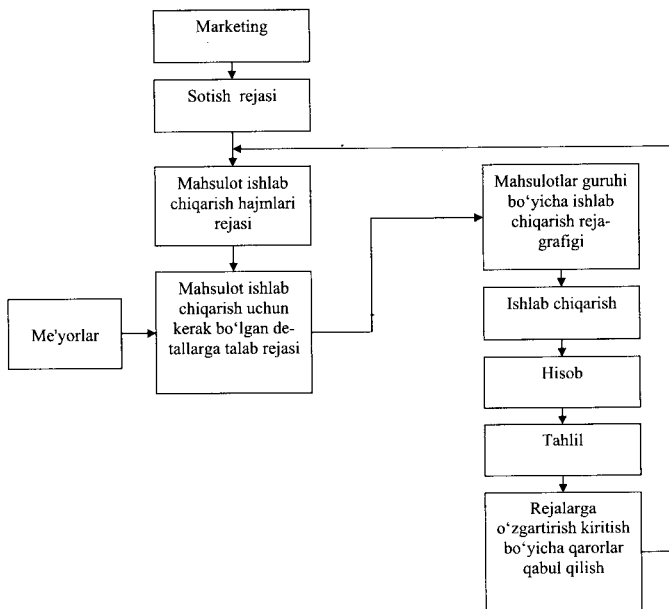 Marketing
Sotish rejasi
Mahsulot ishlab
chiqarish hajmlari
rejasi
Mahsulot ishlab
chiqarish uchun
kerak bo‘lgan de-
tallarga talab rejasi
Me'yorlar
Mahsulotlar guruhi
bo‘yicha ishlab
chiqarish reja-
grafigi
Ishlab chiqarish
Hisob
Tahlil
Rejalarga
o‘zgartirish kiritish
bo‘yicha qarorlar
qabul qilish